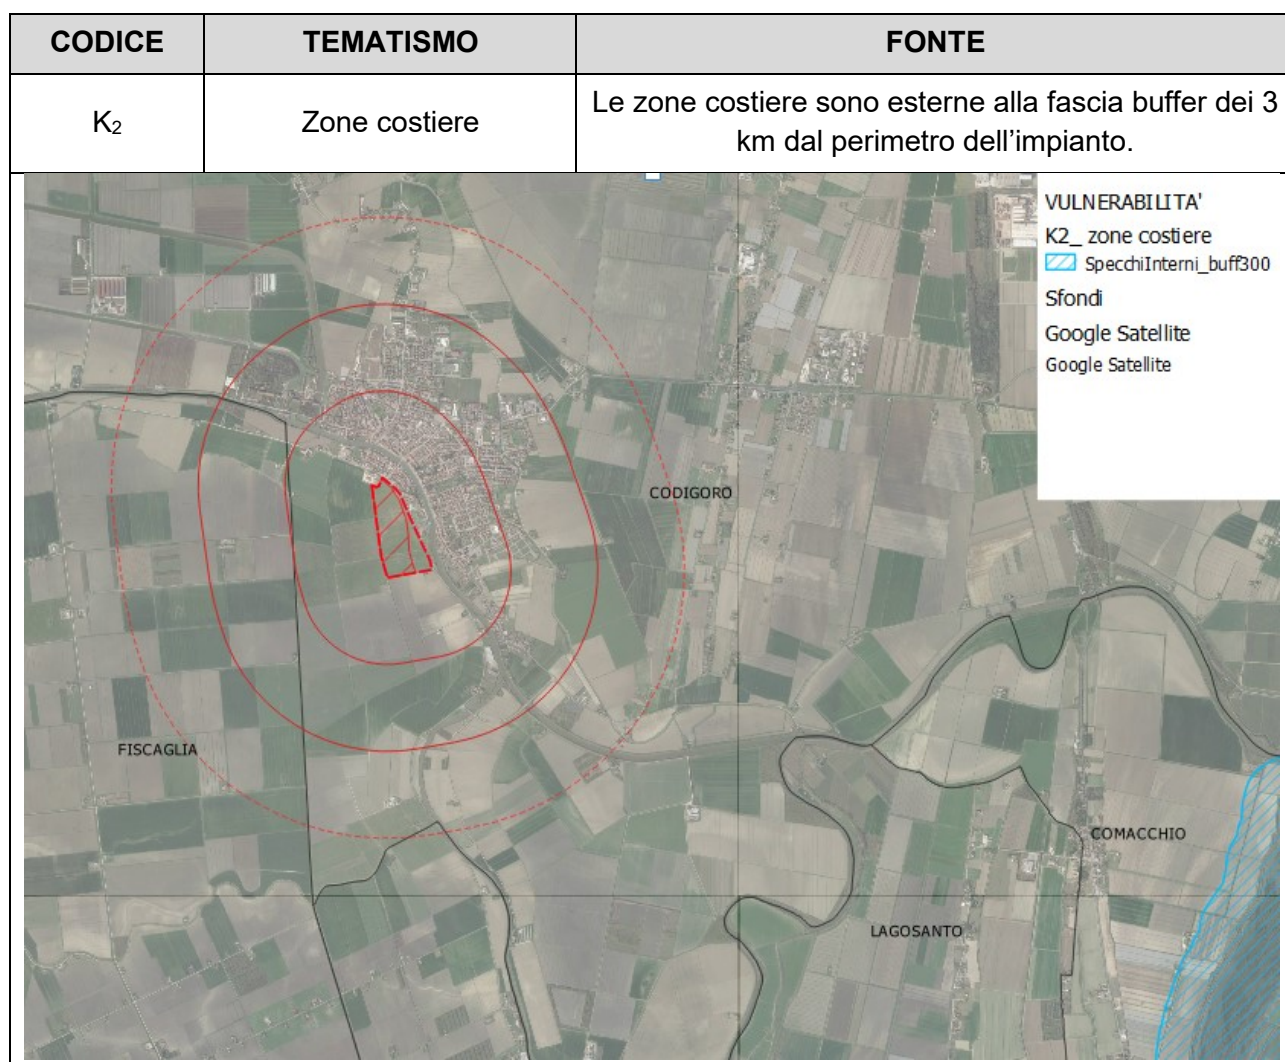 CODICE TEMATISMO FONTE
K₂ Zone costiere Le zone costiere sono esterne alla fascia buffer dei 3
km dal perimetro dell’impianto.
VULNERABILITA'
K2_ zone costiere
SpecchiInterni_buff300
Sfondi
Google Satellite
Google Satellite
CODIGORO
FISCAGLIA
COMACCHIO
LAGOSANTO